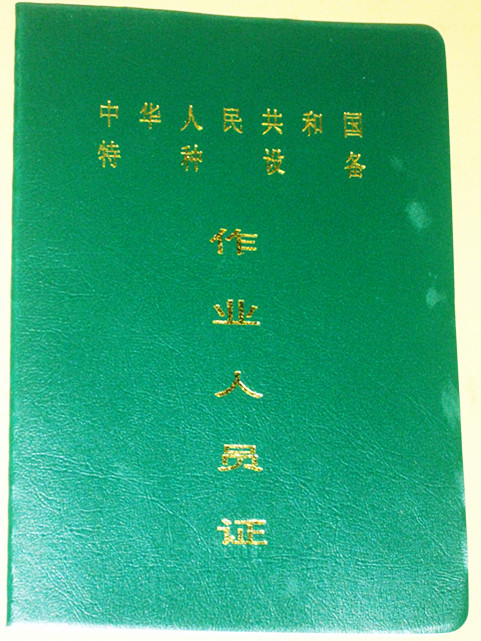 中华人民共和国
特种设备
作
业
人
员
证